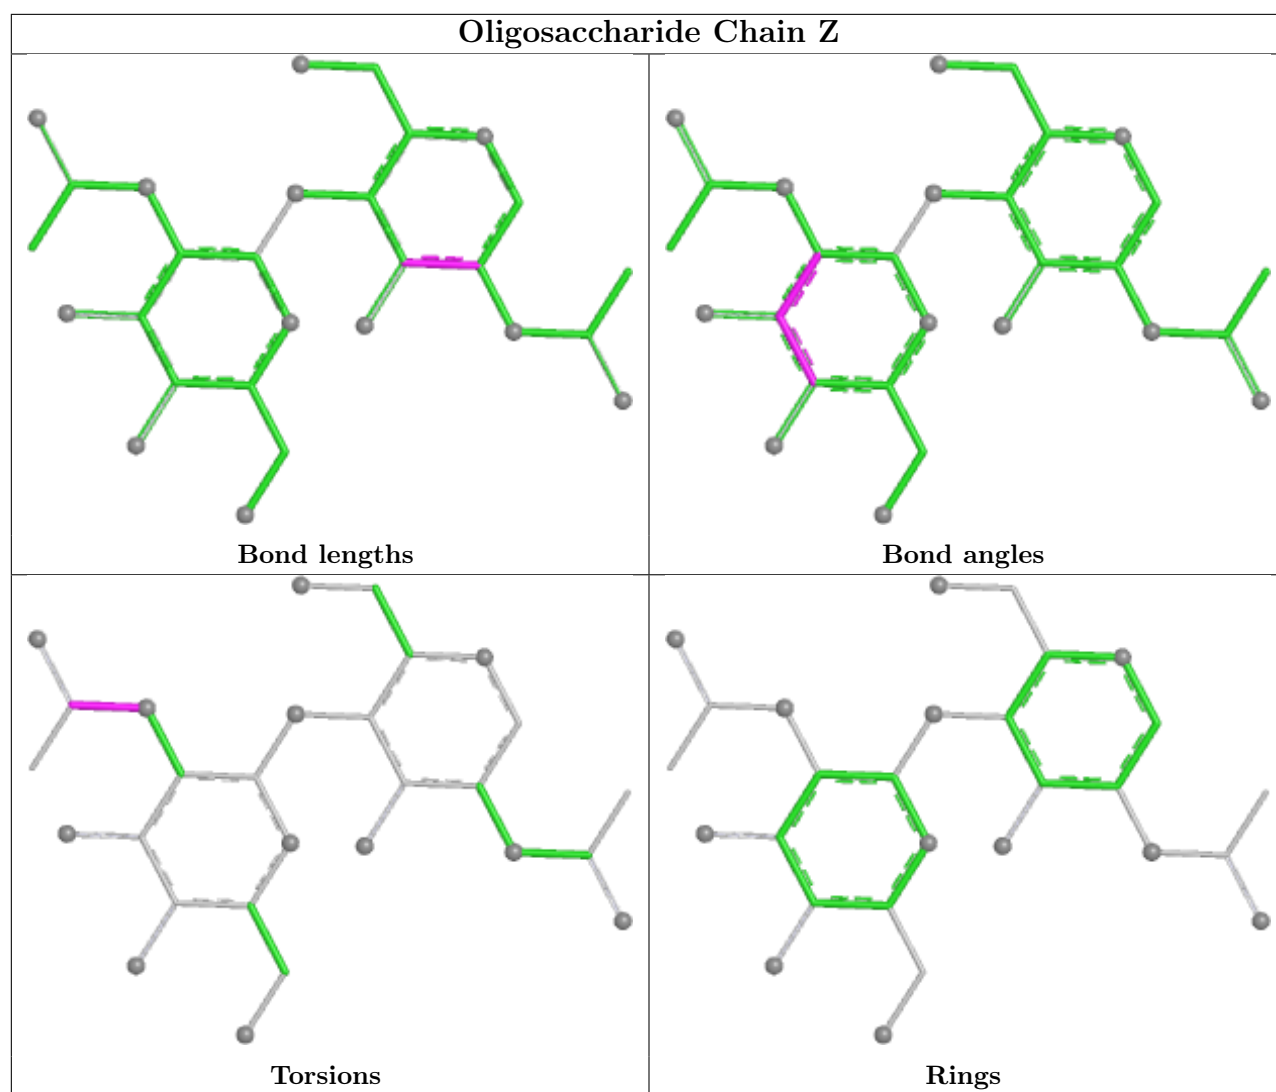 Oligosaccharide Chain Z
Bond lengths
Bond angles
Torsions
Rings